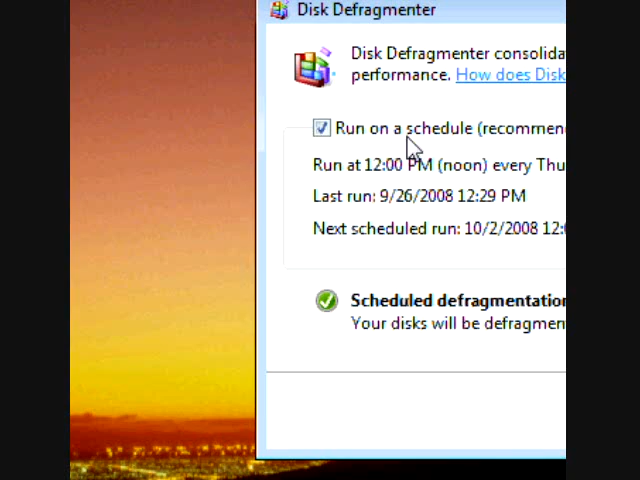 Disk Defragmenter
Disk Defragmenter consolida
performance. How does Disk
Run on a schedule (recommen
Run at 12:00 PM (noon) every Thu
Last run: 9/26/2008 12:29 PM
Next scheduled run: 10/2/2008 12:0
Scheduled defragmentation
Your disks will be defragmen